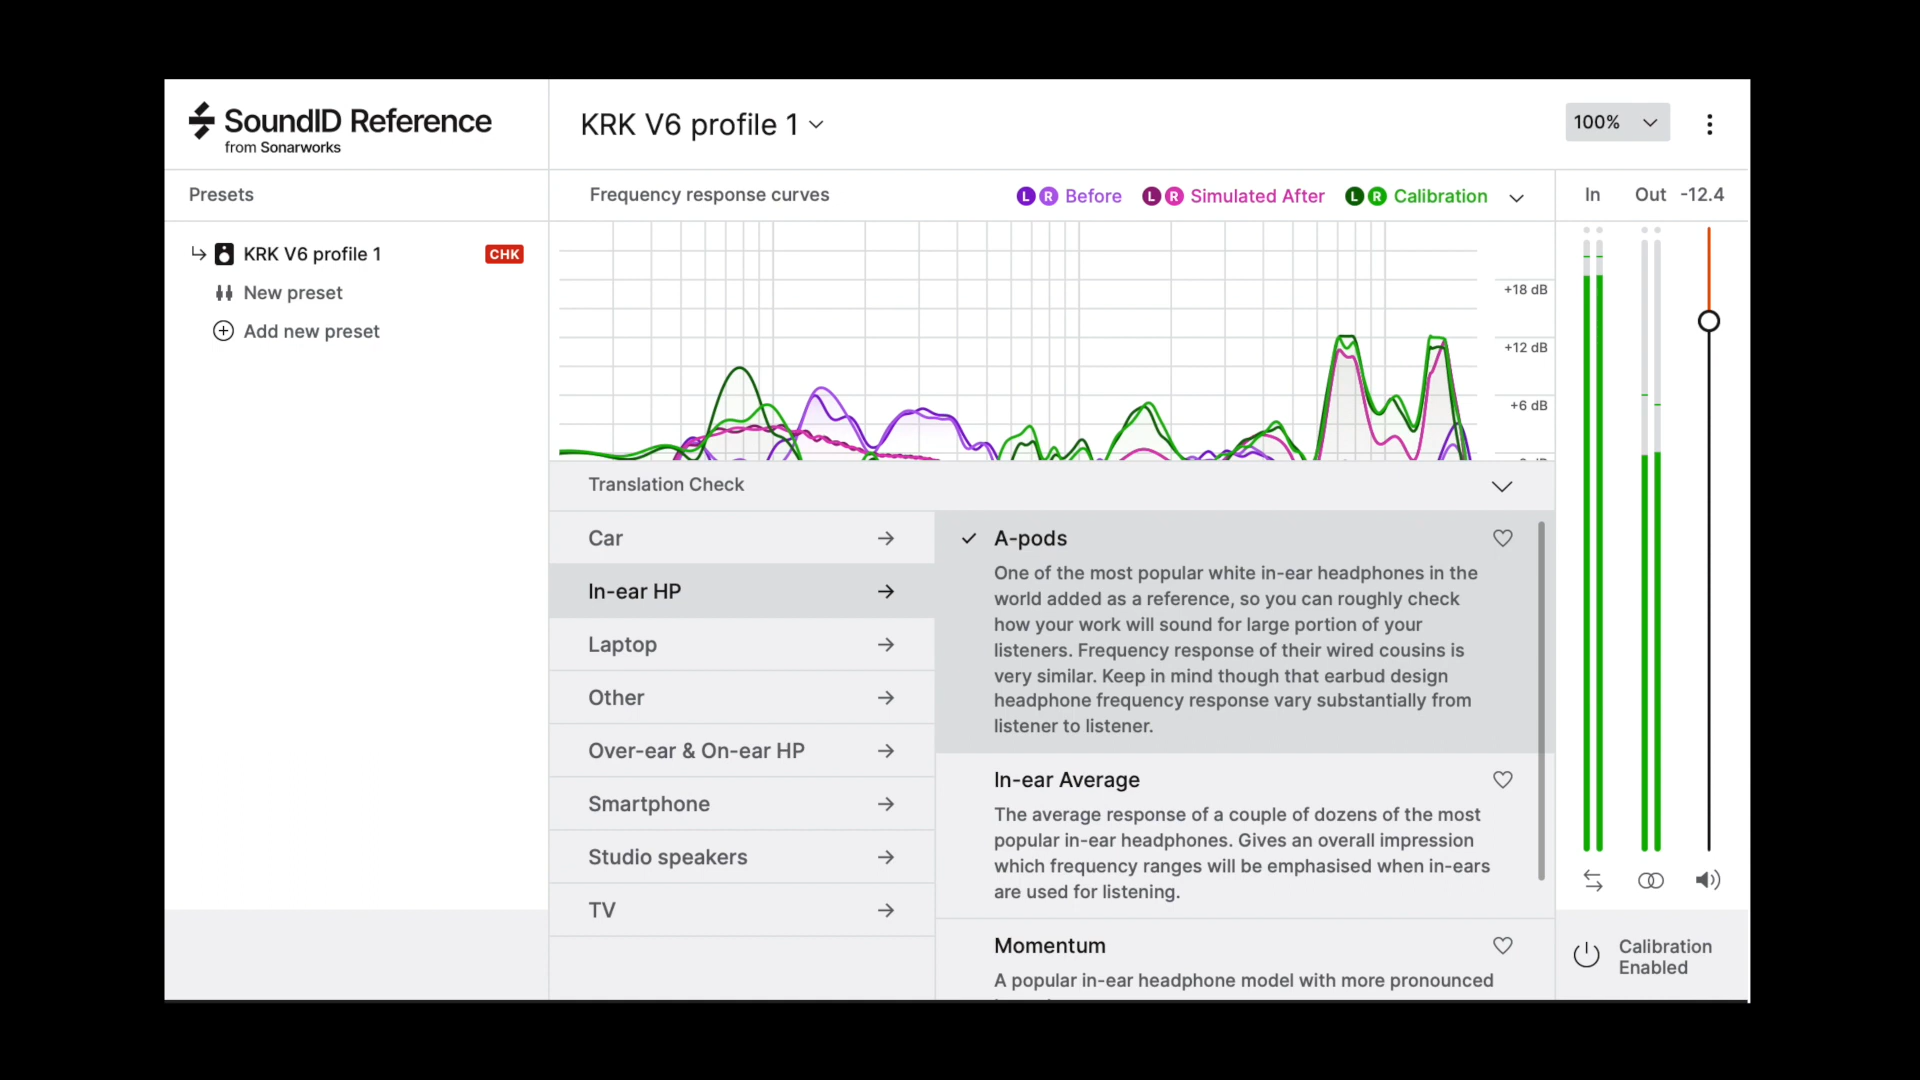 SoundID Reference
from Sonarworks
KRK V6 profile 1
100%
Presets
Frequency response curves
L R Before
L R Simulated After
L R Calibration
In
Out
-12.4
KRK V6 profile 1
CHK
New preset
Add new preset
+18 dB
+12 dB
+6 dB
Translation Check
Car
In-ear HP
Laptop
Other
Over-ear & On-ear HP
Smartphone
Studio speakers
TV
A-pods
One of the most popular white in-ear headphones in the
world added as a reference, so you can roughly check
how your work will sound for large portion of your
listeners. Frequency response of their wired cousins is
very similar. Keep in mind though that earbud design
headphone frequency response vary substantially from
listener to listener.
In-ear Average
The average response of a couple of dozens of the most
popular in-ear headphones. Gives an overall impression
which frequency ranges will be emphasised when in-ears
are used for listening.
Momentum
A popular in-ear headphone model with more pronounced
Calibration
Enabled